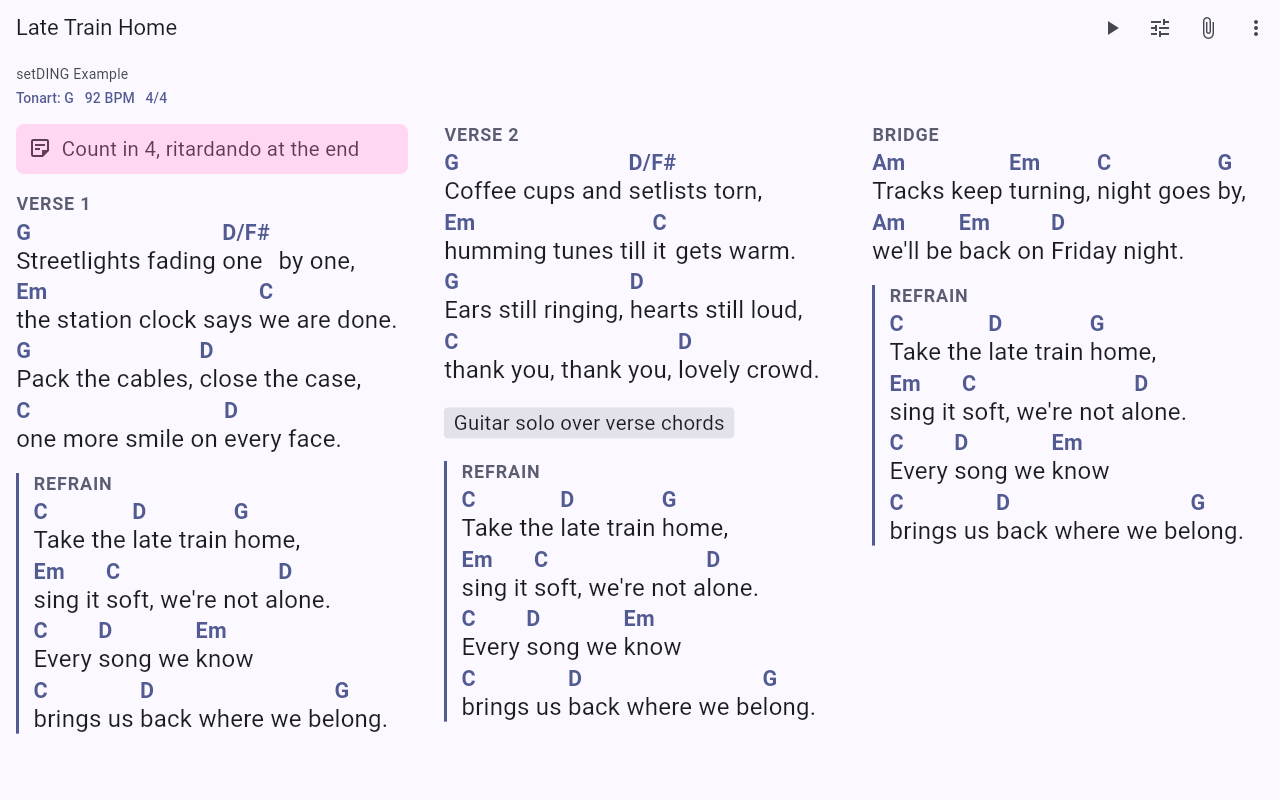 Late Train Home
setDING Example
Tonart: G 92 BPM 4/4
Count in 4, ritardando at the end
VERSE 1
G D/F#
Streetlights fading one by one,
Em C
the station clock says we are done.
G D
Pack the cables, close the case,
C D
one more smile on every face.
REFRAIN
C D G
Take the late train home,
Em C D
sing it soft, we're not alone.
C D Em
Every song we know
C D G
brings us back where we belong.
VERSE 2
G D/F#
Coffee cups and setlists torn,
Em C
humming tunes till it gets warm.
G D
Ears still ringing, hearts still loud,
C D
thank you, thank you, lovely crowd.
Guitar solo over verse chords
REFRAIN
C D G
Take the late train home,
Em C D
sing it soft, we're not alone.
C D Em
Every song we know
C D G
brings us back where we belong.
BRIDGE
Am Em C G
Tracks keep turning, night goes by,
Am Em D
we'll be back on Friday night.
REFRAIN
C D G
Take the late train home,
Em C D
sing it soft, we're not alone.
C D Em
Every song we know
C D G
brings us back where we belong.